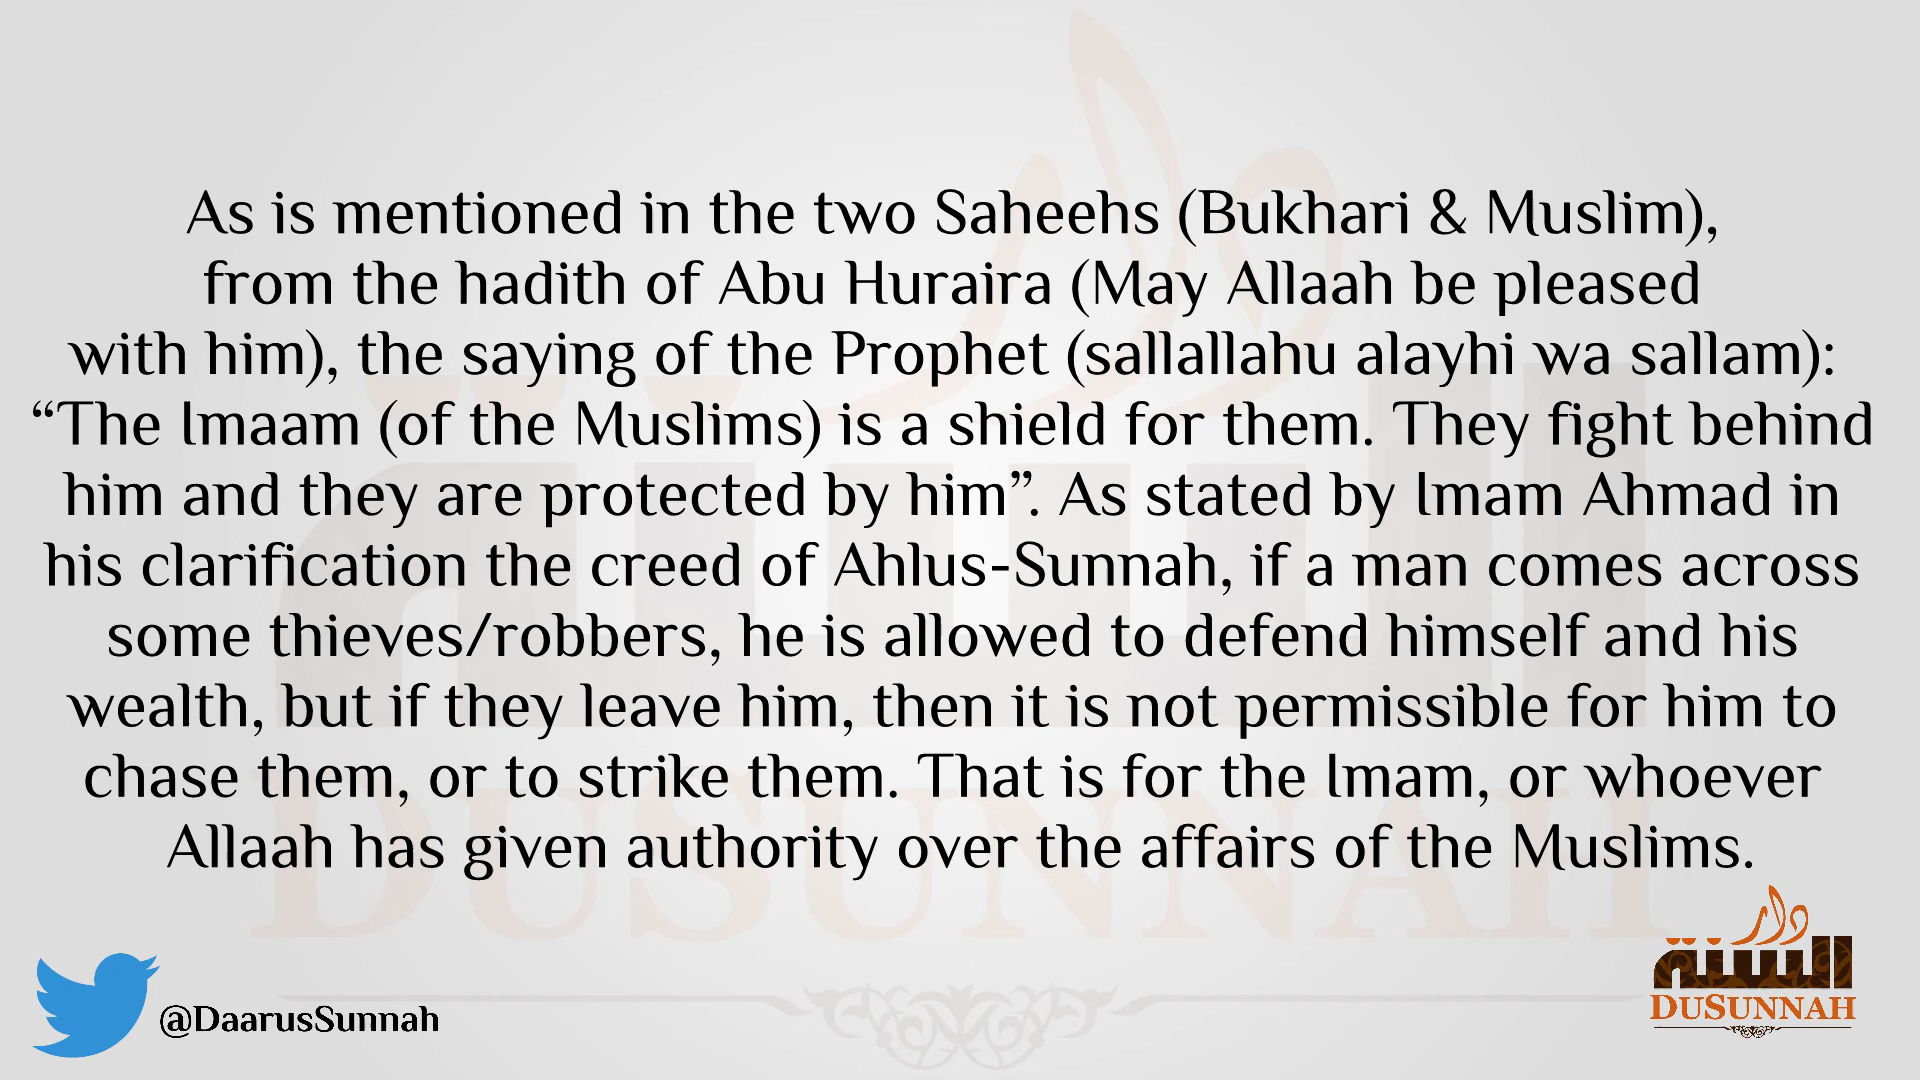 As is mentioned in the two Saheehs (Bukhari & Muslim),
from the hadith of Abu Huraira (May Allaah be pleased
with him), the saying of the Prophet (sallallahu alayhi wa sallam):
“The Imaam (of the Muslims) is a shield for them. They fight behind
him and they are protected by him”. As stated by Imam Ahmad in
his clarification the creed of Ahlus-Sunnah, if a man comes across
some thieves/robbers, he is allowed to defend himself and his
wealth, but if they leave him, then it is not permissible for him to
chase them, or to strike them. That is for the Imam, or whoever
Allaah has given authority over the affairs of the Muslims.
@DaarusSunnah
دار
السنة
DUSUNNAH